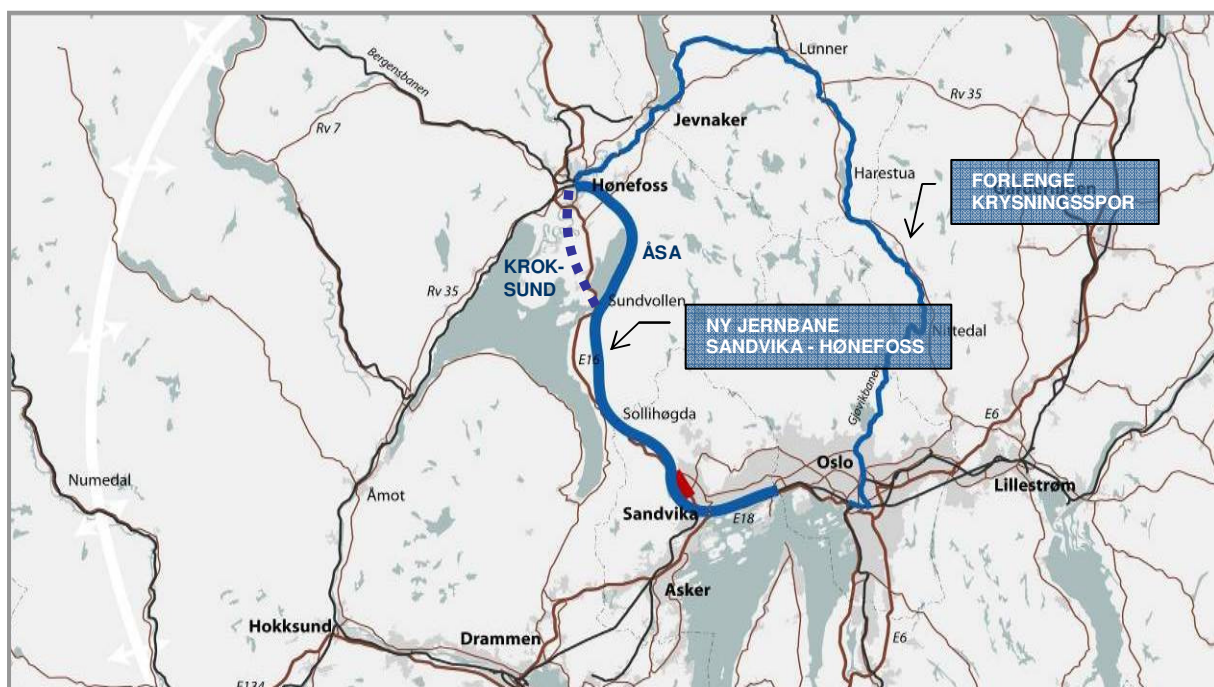 Bergensbanen
Lunner
Rv 35
Rv 7
Jevnaker
Harestua
FORLENGE
KRYSNINGSSPOR
Hønefoss
ÅSA
KROK-
SUND
Rv 35
Sundvollen
NY JERNBANE
SANDVIKA - HØNEFOSS
Nittedal
E16
Gjøvikbanen
Sollihøgda
E6
Oslo
Numedal
Åmot
Lillestrøm
Sandvika
E18
Asker
Hokksund
Drammen
E6
E134